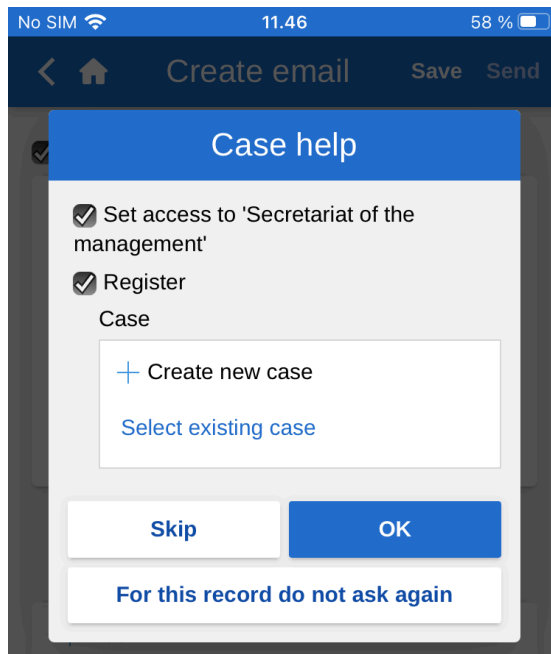 No SIM 11.46 58 %
Create email Save Send
Case help
Set access to 'Secretariat of the
management'
Register
Case
Create new case
Select existing case
Skip OK
For this record do not ask again